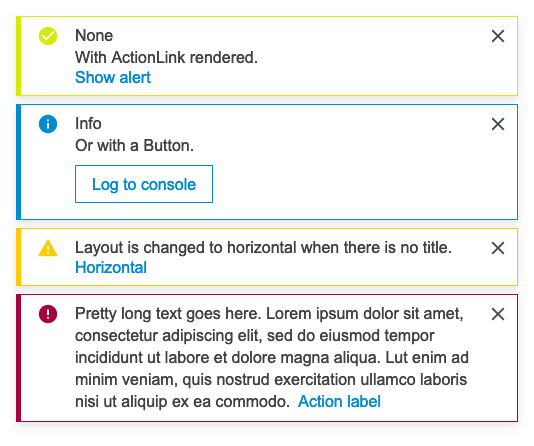 None
With ActionLink rendered.
Show alert
Info
Or with a Button.
Log to console
Layout is changed to horizontal when there is no title.
Horizontal
Pretty long text goes here. Lorem ipsum dolor sit amet,
consectetur adipiscing elit, sed do eiusmod tempor
incididunt ut labore et dolore magna aliqua. Lut enim ad
minim veniam, quis nostrud exercitation ullamco laboris
nisi ut aliquip ex ea commodo. Action label